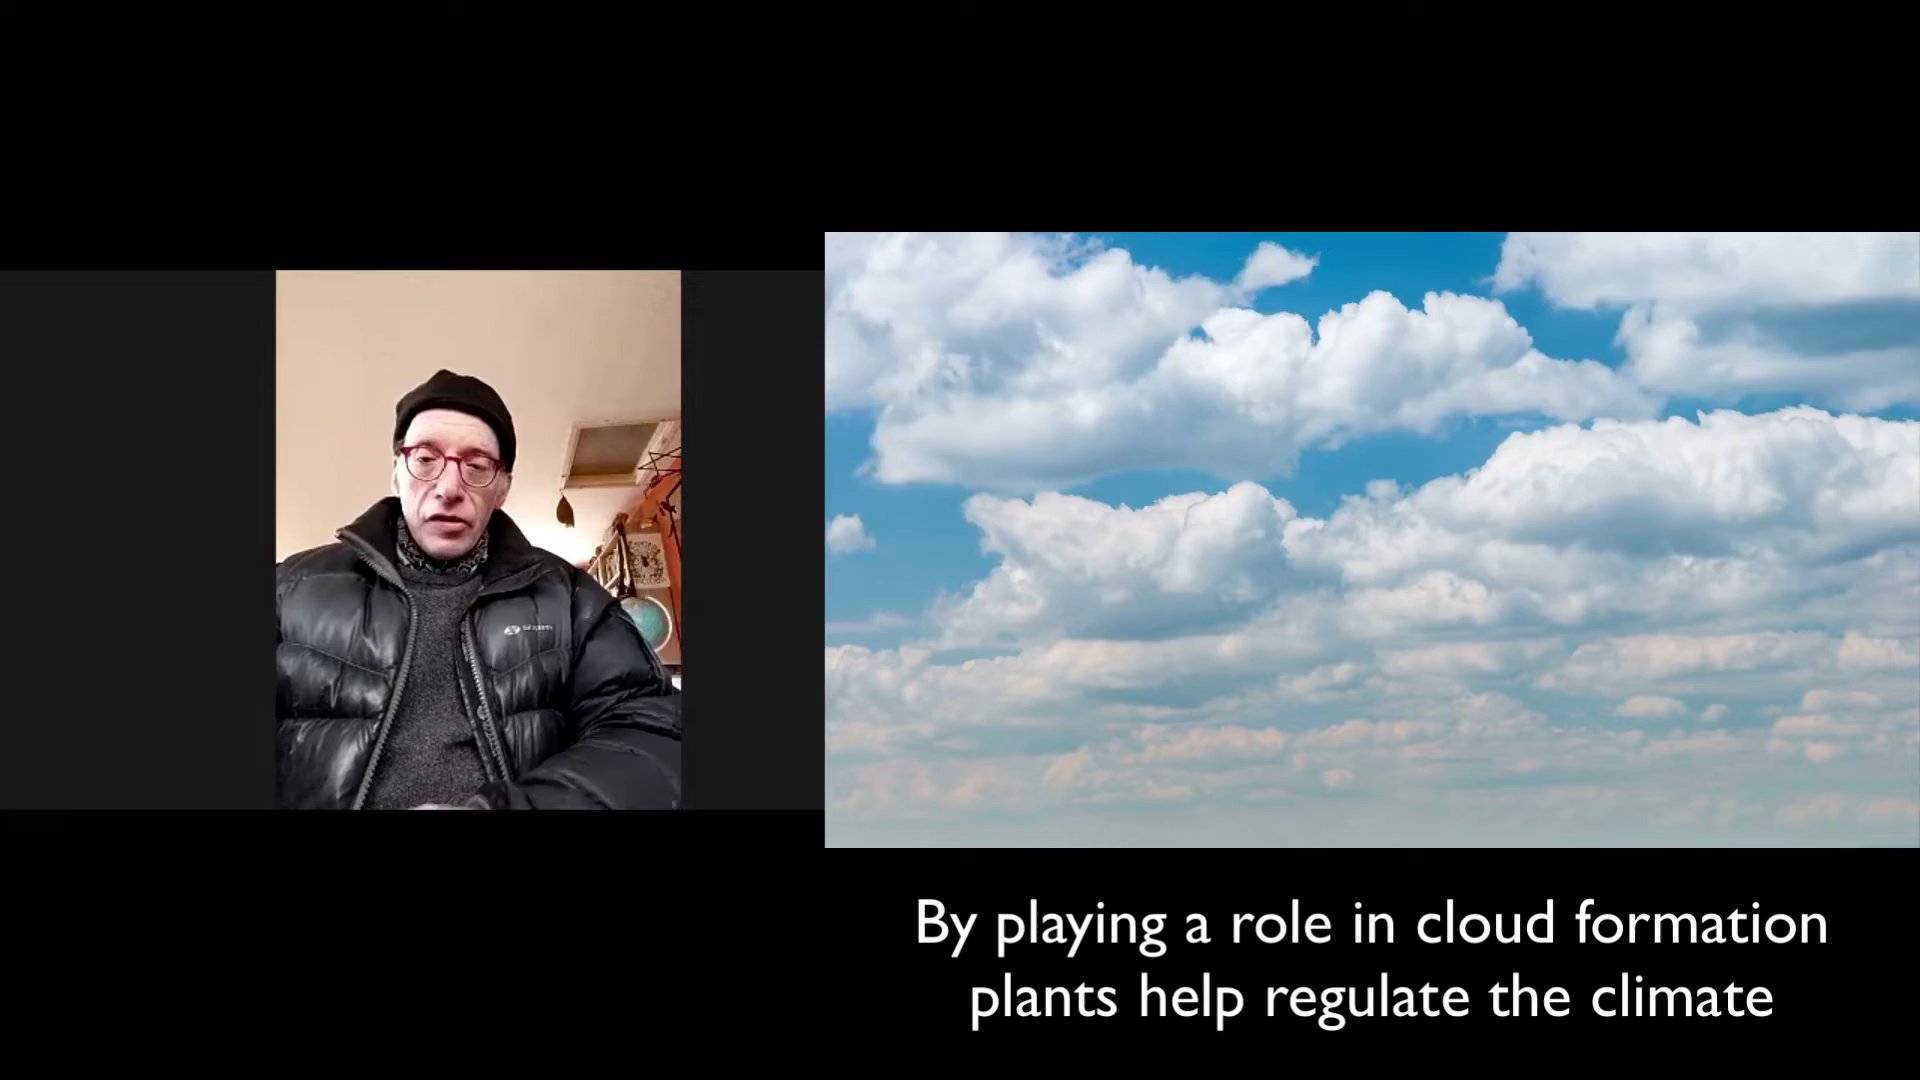 By playing a role in cloud formation
plants help regulate the climate